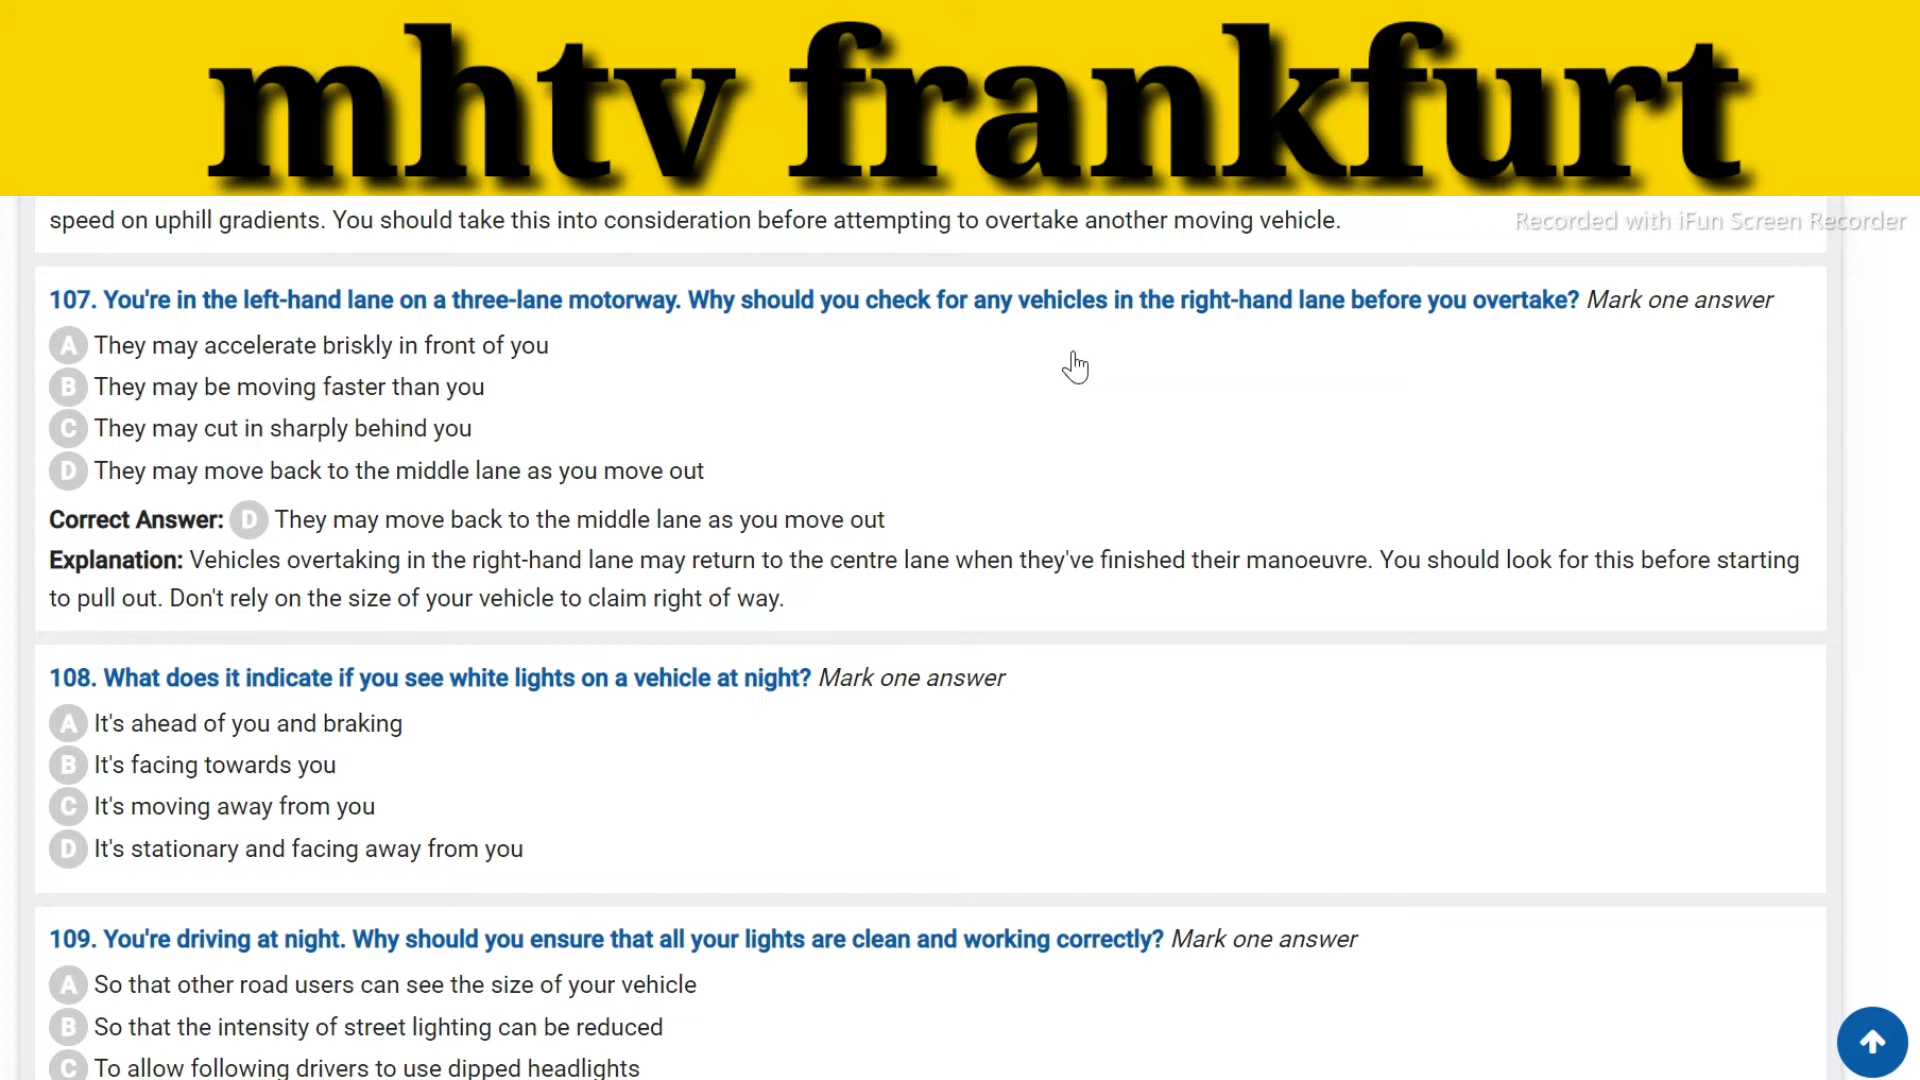 mhtv frankfurt
speed on uphill gradients. You should take this into consideration before attempting to overtake another moving vehicle.
Recorded with iFun Screen Recorder
107. You're in the left-hand lane on a three-lane motorway. Why should you check for any vehicles in the right-hand lane before you overtake? Mark one answer
A They may accelerate briskly in front of you
B They may be moving faster than you
C They may cut in sharply behind you
D They may move back to the middle lane as you move out
Correct Answer: D They may move back to the middle lane as you move out
Explanation: Vehicles overtaking in the right-hand lane may return to the centre lane when they've finished their manoeuvre. You should look for this before starting
to pull out. Don't rely on the size of your vehicle to claim right of way.
108. What does it indicate if you see white lights on a vehicle at night? Mark one answer
A It's ahead of you and braking
B It's facing towards you
C It's moving away from you
D It's stationary and facing away from you
109. You're driving at night. Why should you ensure that all your lights are clean and working correctly? Mark one answer
A So that other road users can see the size of your vehicle
B So that the intensity of street lighting can be reduced
C To allow following drivers to use dipped headlights